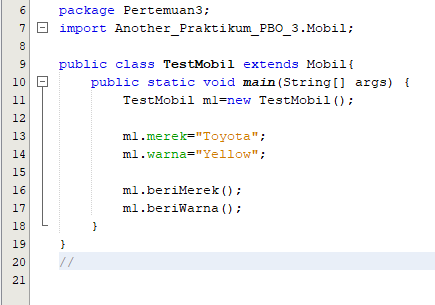 6 package Pertemuan3;
7 import Another_Praktikum_PBO_3.Mobil;
8
9 public class TestMobil extends Mobil{
10 public static void main(String[] args) {
11 TestMobil m1=new TestMobil();
12
13 m1.merek="Toyota";
14 m1.warna="Yellow";
15
16 m1.beriMerek();
17 m1.beriWarna();
18 }
19 }
20 //
21